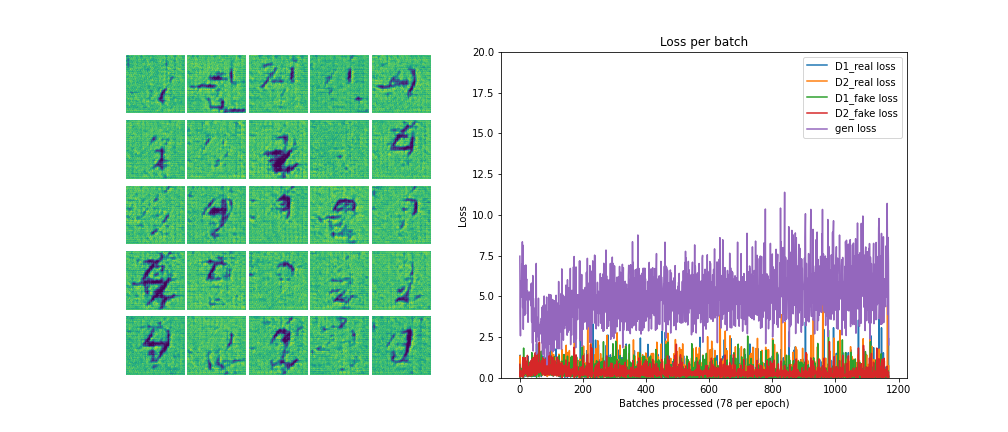 Loss per batch
20.0
17.5
15.0
12.5
10.0
7.5
5.0
2.5
0.0
Loss
D1_real loss
D2_real loss
D1_fake loss
D2_fake loss
gen loss
0 200 400 600 800 1000 1200
Batches processed (78 per epoch)